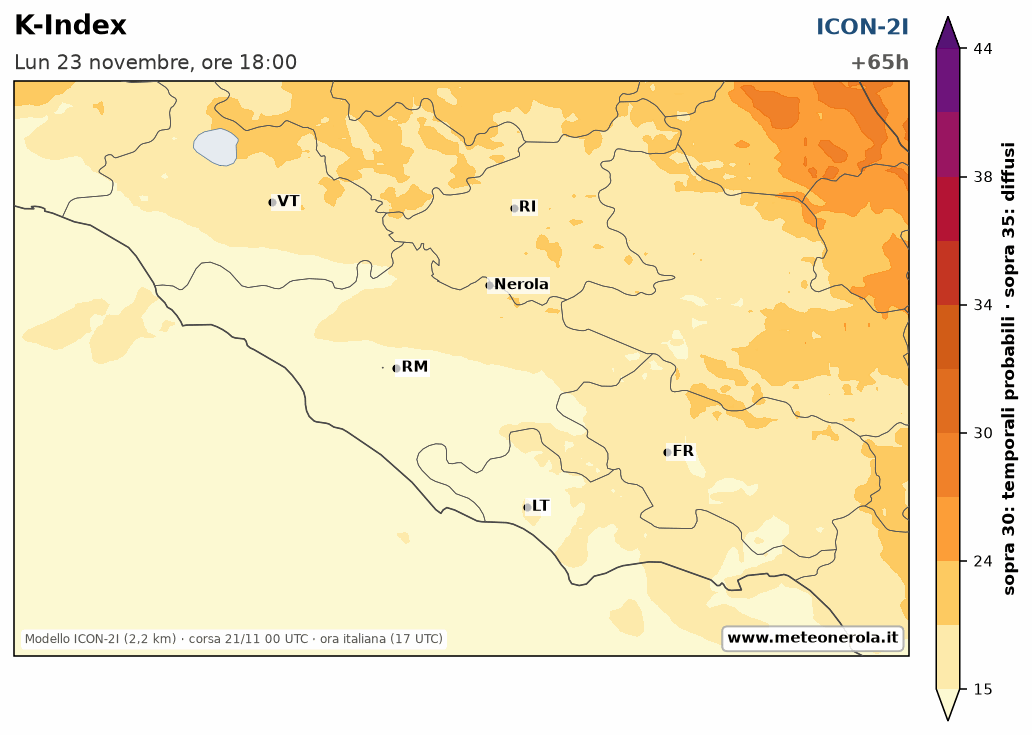 K-Index
ICON-2I
Lun 23 novembre, ore 18:00
+65h
VT
RI
Nerola
RM
FR
LT
Modello ICON-2I (2,2 km) · corsa 21/11 00 UTC · ora italiana (17 UTC)
www.meteonerola.it
44
38
34
30
24
15
sopra 30: temporali probabili · sopra 35: diffusi